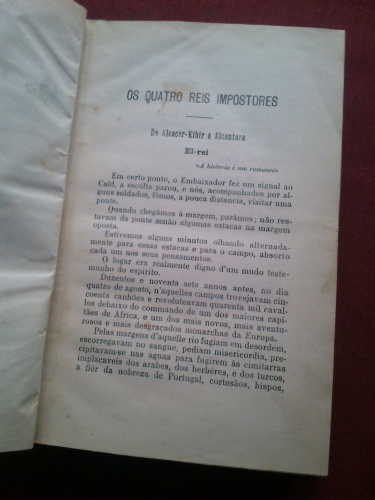 OS QUATRO REIS IMPOSTORES
De Alcacer-Kibir a Alcantara
El-rei
«A historia é um romance»
Em certo ponto, o Embaixador fez um signal ao
Caïd, a escolta parou, e nós, acompanhados por al-
guns soldados, fômos, a pouca distancia, visitar uma
ponte.
Quando chegámos á margem, parámos; não res-
tavam da ponte senão algumas estacas na margem
opposta.
Estivemos alguns minutos olhando alternada-
mente para essas estacas e para o campo, absorto
cada um nos seus pensamentos.
O logar era realmente digno d'um mudo teste-
munho do espirito.
Duzentos e noventa sete annos antes, no dia
quatro de agosto, n'aquelles campos trovejavam cin-
coenta canhões e revoluteavam quarenta mil caval-
los debaixo do commando de um dos maiores capi-
tães de Africa, e um dos mais novos, mais aventu-
rosos e mais desgraçados monarchas da Europa.
Pelas margens d'aquelle rio fugiam em desordem,
escorregavam no sangue, pediam misericordia, pre-
cipitavam-se nas aguas para fugirem ás cimitarras
implacaveis dos arabes, dos berbéres, e dos turcos,
a flôr da nobreza de Portugal, cortesãos, bispos,